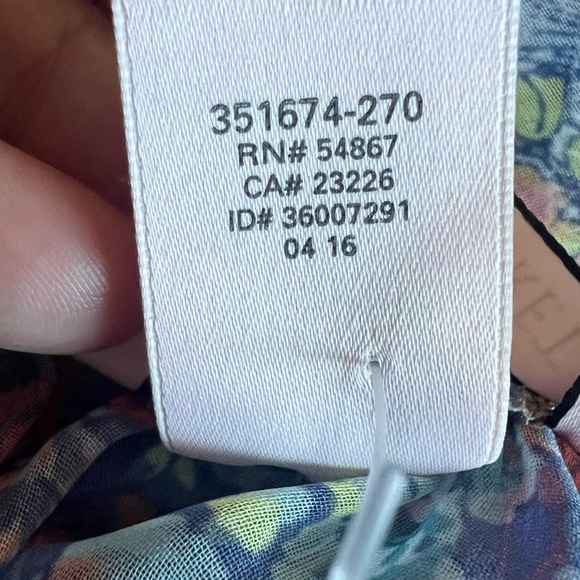 351674-270
RN# 54867
CA# 23226
ID# 36007291
04 16